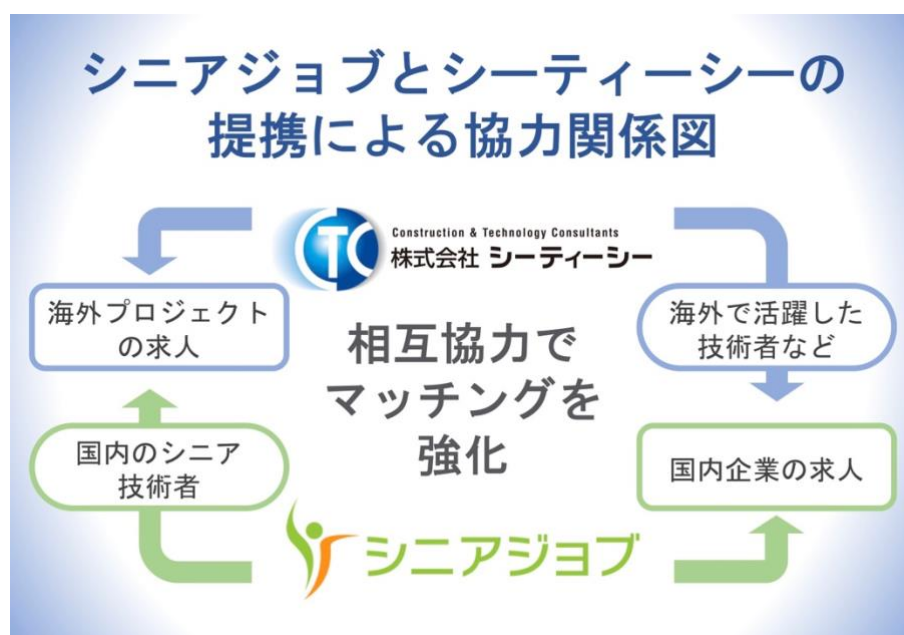 シニアジョブとシーティーシーの
提携による協力関係図
CTC
Construction & Technology Consultants
株式会社 シーティーシー
海外プロジェクト
の求人
海外で活躍した
技術者など
相互協力で
マッチングを
強化
国内のシニア
技術者
国内企業の求人
シニアジョブ